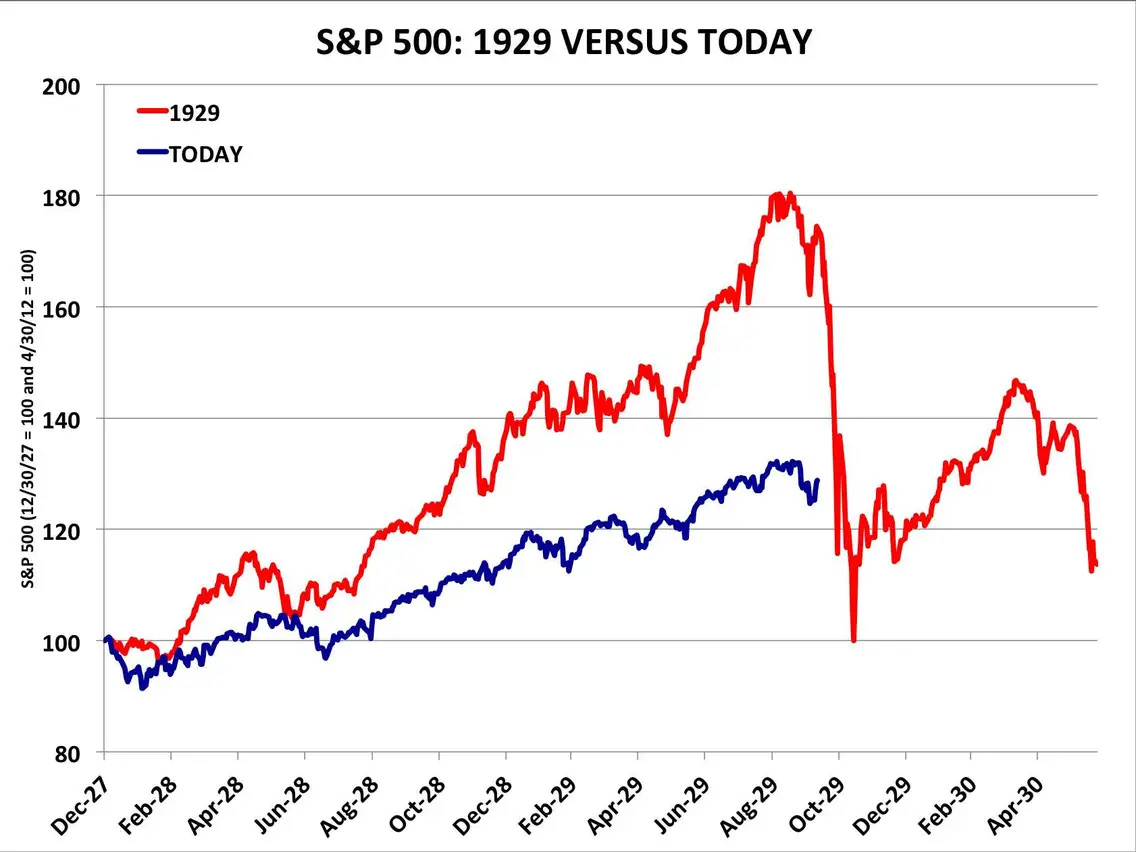 S&P 500: 1929 VERSUS TODAY
200
180
160
140
120
100
80
1929
TODAY
S&P 500 (12/30/27 = 100 and 4/30/12 = 100)
Dec-27
Feb-28
Apr-28
Jun-28
Aug-28
Oct-28
Dec-28
Feb-29
Apr-29
Jun-29
Aug-29
Oct-29
Dec-29
Feb-30
Apr-30